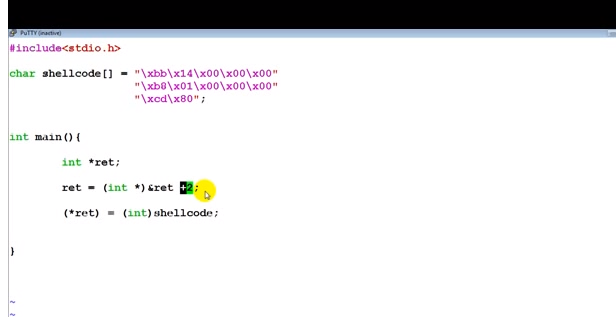 PuTTY (inactive)
#include<stdio.h>
char shellcode[] = "\xbb\x14\x00\x00\x00"
"\xb8\x01\x00\x00\x00"
"\xcd\x80";
int main(){
int *ret;
ret = (int *)&ret +2;
(*ret) = (int)shellcode;
}
~
~